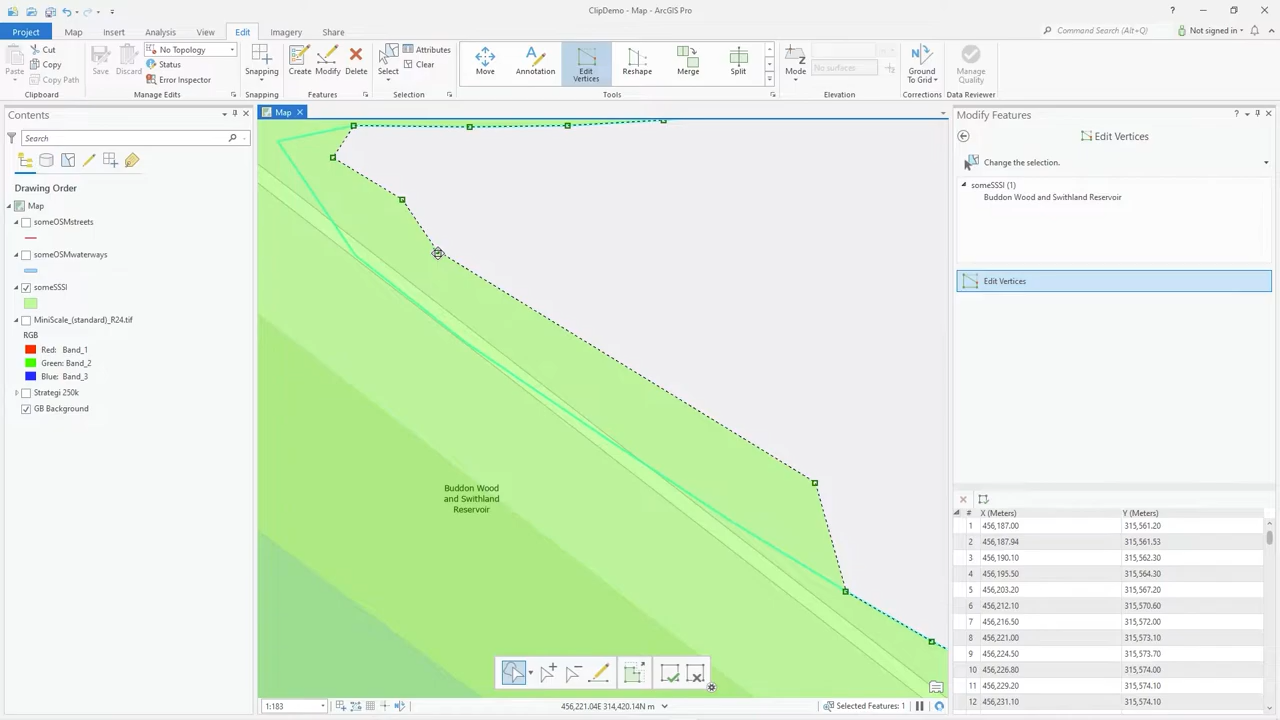 ClipDemo - Map - ArcGIS Pro
?
Project Map Insert Analysis View Edit Imagery Share
Command Search (Alt+Q)
Not signed in
Paste
Cut
Copy
Copy Path
Clipboard
Save
Discard
No Topology
Status
Error Inspector
Manage Edits
Snapping
Snapping
Create
Modify
Delete
Features
Select
Attributes
Clear
Selection
Move
Annotation
Edit
Vertices
Reshape
Merge
Split
Tools
Mode
No surfaces
Elevation
Ground
To Grid
Corrections
Manage
Quality
Data Reviewer
Contents
Search
Drawing Order
Map
someOSMstreets
someOSMwaterways
someSSSI
MiniScale_(standard)_R24.tif
RGB
Red: Band_1
Green: Band_2
Blue: Band_3
Strategi 250k
GB Background
Map
Buddon Wood
and Swithland
Reservoir
1:183
456,221.04E 314,420.14N m
Selected Features: 1
Modify Features
?
Edit Vertices
Change the selection.
someSSSI (1)
Buddon Wood and Swithland Reservoir
Edit Vertices
# X (Meters) Y (Meters)
1 456,187.00 315,561.20
2 456,187.94 315,561.53
3 456,190.10 315,562.30
4 456,195.50 315,564.30
5 456,203.20 315,567.20
6 456,212.10 315,570.60
7 456,216.50 315,572.00
8 456,221.00 315,573.10
9 456,224.50 315,573.70
10 456,226.80 315,574.00
11 456,229.20 315,574.10
12 456,231.10 315,574.10